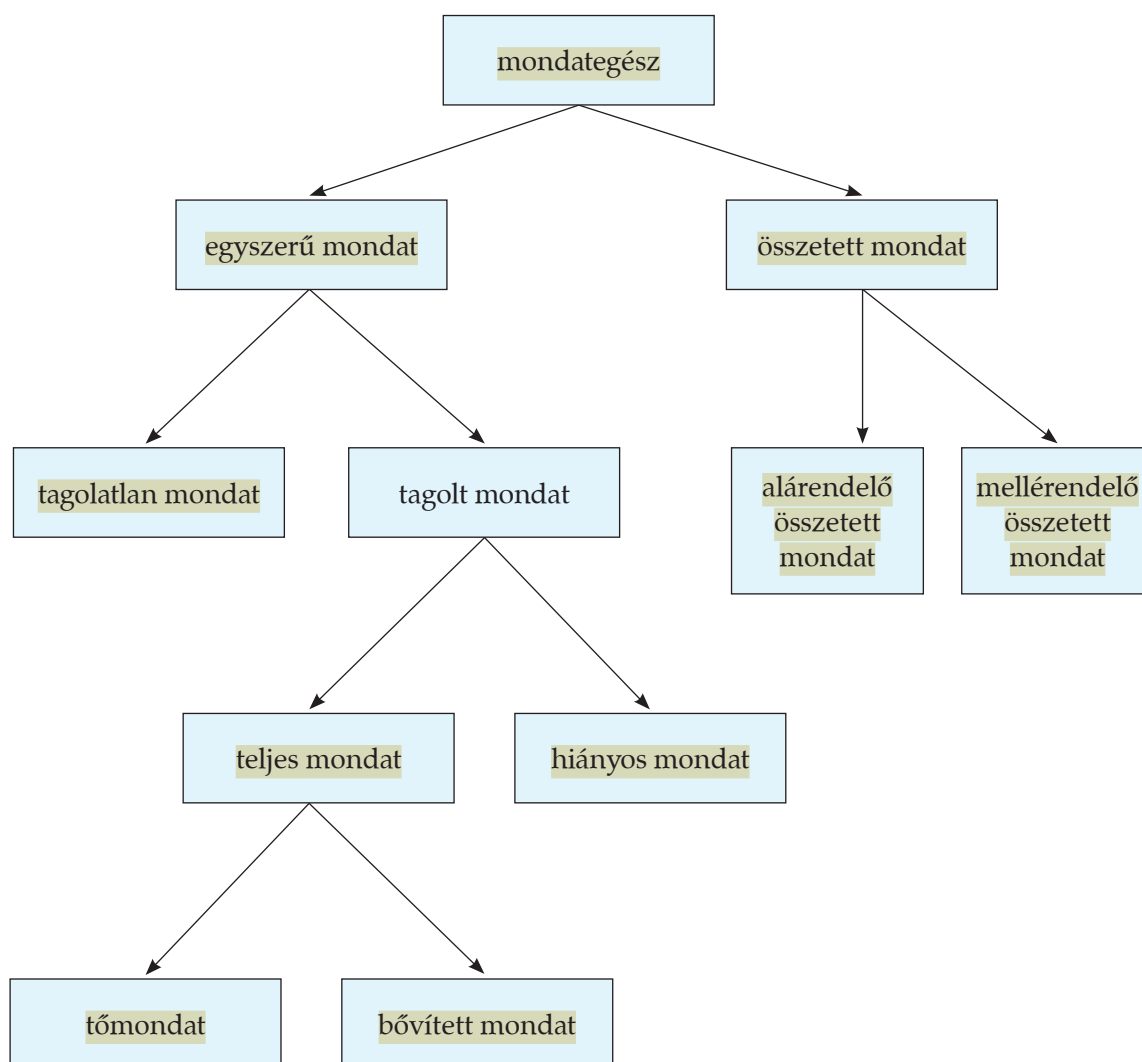 mondategész
egyszerű mondat
összetett mondat
tagolatlan mondat
tagolt mondat
alárendelő
összetett
mondat
mellérendelő
összetett
mondat
teljes mondat
hiányos mondat
tőmondat
bővített mondat